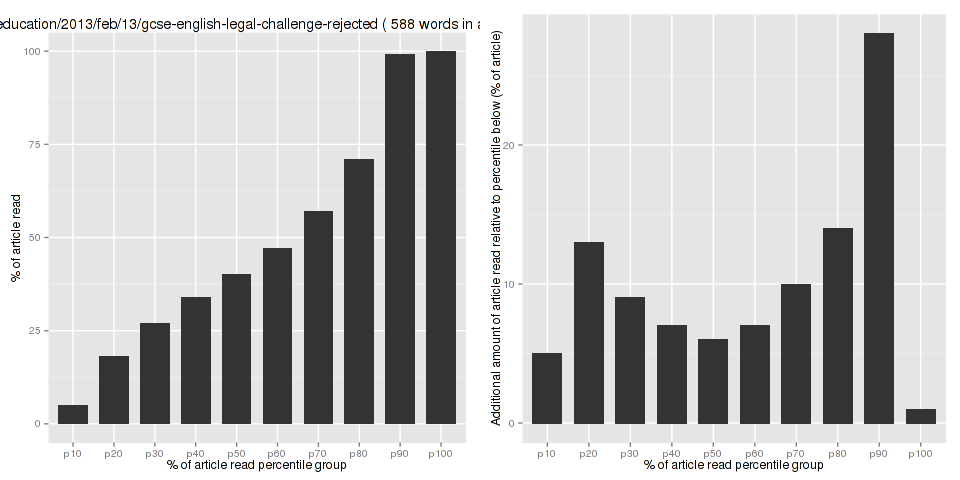 education/2013/feb/13/gcse-english-legal-challenge-rejected ( 588 words in
% of article read
100
75
50
25
0
p10 p20 p30 p40 p50 p60 p70 p80 p90 p100
% of article read percentile group
Additional amount of article read relative to percentile below (% of article)
20
10
0
p10 p20 p30 p40 p50 p60 p70 p80 p90 p100
% of article read percentile group